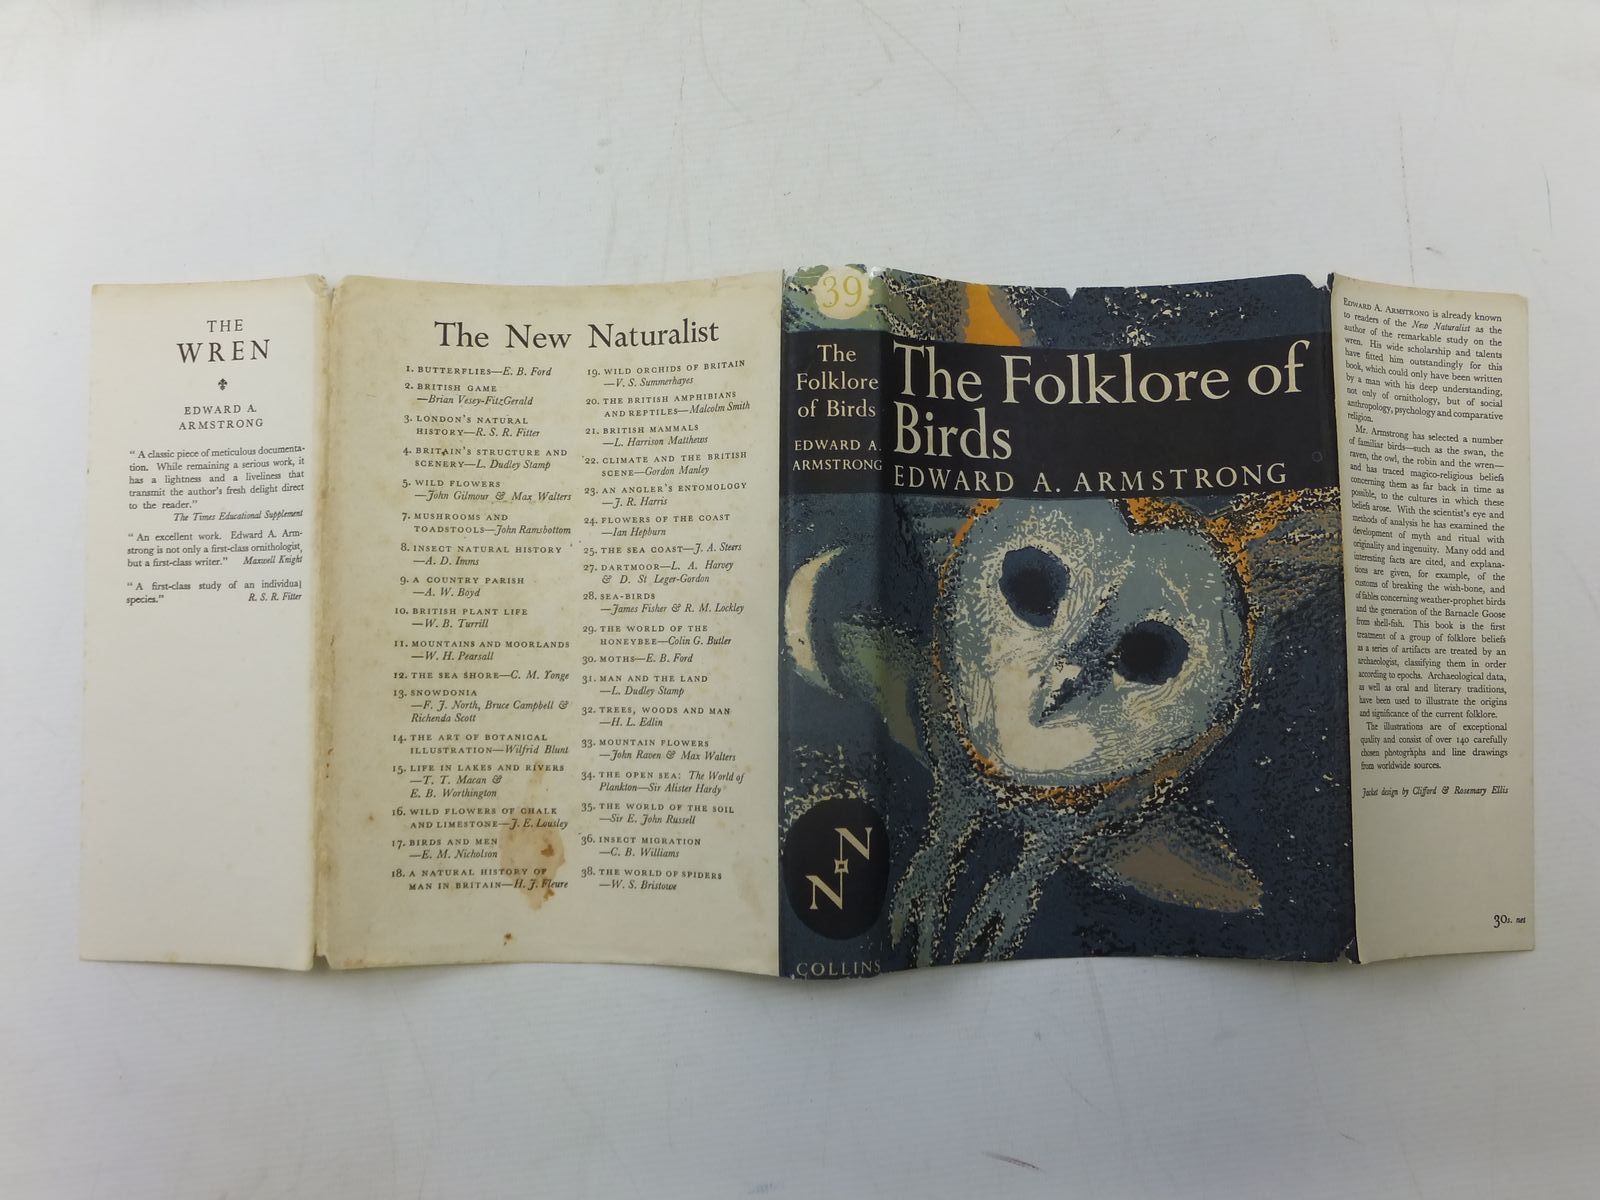 THE
WREN
EDWARD A.
ARMSTRONG
"A classic piece of meticulous documenta-
tion. While remaining a serious work, it
has a lightness and a liveliness that
transmit the author's fresh delight direct
to the reader."
The Times Educational Supplement
"An excellent work. Edward A. Arm-
strong is not only a first-class ornithologist,
but a first-class writer." Maxwell Knight
"A first-class study of an individual
species." R. S. R. Fitter
The New Naturalist
1. BUTTERFLIES—E. B. Ford
2. BRITISH GAME
—Brian Vesey-FitzGerald
3. LONDON'S NATURAL
HISTORY—R. S. R. Fitter
4. BRITAIN'S STRUCTURE AND
SCENERY—L. Dudley Stamp
5. WILD FLOWERS
—John Gilmour & Max Walters
7. MUSHROOMS AND
TOADSTOOLS—John Ramsbottom
8. INSECT NATURAL HISTORY
—A. D. Imms
9. A COUNTRY PARISH
—A. W. Boyd
10. BRITISH PLANT LIFE
—W. B. Turrill
11. MOUNTAINS AND MOORLANDS
—W. H. Pearsall
12. THE SEA SHORE—C. M. Yonge
13. SNOWDONIA
—F. J. North, Bruce Campbell &
Richenda Scott
14. THE ART OF BOTANICAL
ILLUSTRATION—Wilfrid Blunt
15. LIFE IN LAKES AND RIVERS
—T. T. Macan &
E. B. Worthington
16. WILD FLOWERS OF CHALK
AND LIMESTONE—J. E. Lousley
17. BIRDS AND MEN
—E. M. Nicholson
18. A NATURAL HISTORY OF
MAN IN BRITAIN—H. J. Fleure
19. WILD ORCHIDS OF BRITAIN
—V. S. Summerhayes
20. THE BRITISH AMPHIBIANS
AND REPTILES—Malcolm Smith
21. BRITISH MAMMALS
—L. Harrison Matthews
22. CLIMATE AND THE BRITISH
SCENE—Gordon Manley
23. AN ANGLER'S ENTOMOLOGY
—J. R. Harris
24. FLOWERS OF THE COAST
—Ian Hepburn
25. THE SEA COAST—J. A. Steers
27. DARTMOOR—L. A. Harvey
& D. St Leger-Gordon
28. SEA-BIRDS
—James Fisher & R. M. Lockley
29. THE WORLD OF THE
HONEYBEE—Colin G. Butler
30. MOTHS—E. B. Ford
31. MAN AND THE LAND
—L. Dudley Stamp
32. TREES, WOODS AND MAN
—H. L. Edlin
33. MOUNTAIN FLOWERS
—John Raven & Max Walters
34. THE OPEN SEA: The World of
Plankton—Sir Alister Hardy
35. THE WORLD OF THE SOIL
—Sir E. John Russell
36. INSECT MIGRATION
—C. B. Williams
38. THE WORLD OF SPIDERS
—W. S. Bristowe
39
The
Folklore
of Birds
EDWARD A.
ARMSTRONG
N
N
COLLINS
The Folklore of
Birds
EDWARD A. ARMSTRONG
EDWARD A. ARMSTRONG is already known
to readers of the New Naturalist as the
author of the remarkable study on the
wren. His wide scholarship and talents
have fitted him outstandingly for this
book, which could only have been written
by a man with his deep understanding,
not only of ornithology, but of social
anthropology, psychology and comparative
religion.
Mr. Armstrong has selected a number
of familiar birds—such as the swan, the
raven, the owl, the robin and the wren—
and has traced magico-religious beliefs
concerning them as far back in time as
possible, to the cultures in which these
beliefs arose. With the scientist's eye and
methods of analysis he has examined the
development of myth and ritual with
originality and ingenuity. Many odd and
interesting facts are cited, and explana-
tions are given, for example, of the
customs of breaking the wish-bone, and
of fables concerning weather-prophet birds
and the generation of the Barnacle Goose
from shell-fish. This book is the first
treatment of a group of folklore beliefs
as a series of artifacts are treated by an
archaeologist, classifying them in order
according to epochs. Archaeological data,
as well as oral and literary traditions,
have been used to illustrate the origins
and significance of the current folklore.
The illustrations are of exceptional
quality and consist of over 140 carefully
chosen photographs and line drawings
from worldwide sources.
Jacket design by Clifford & Rosemary Ellis
30s. net